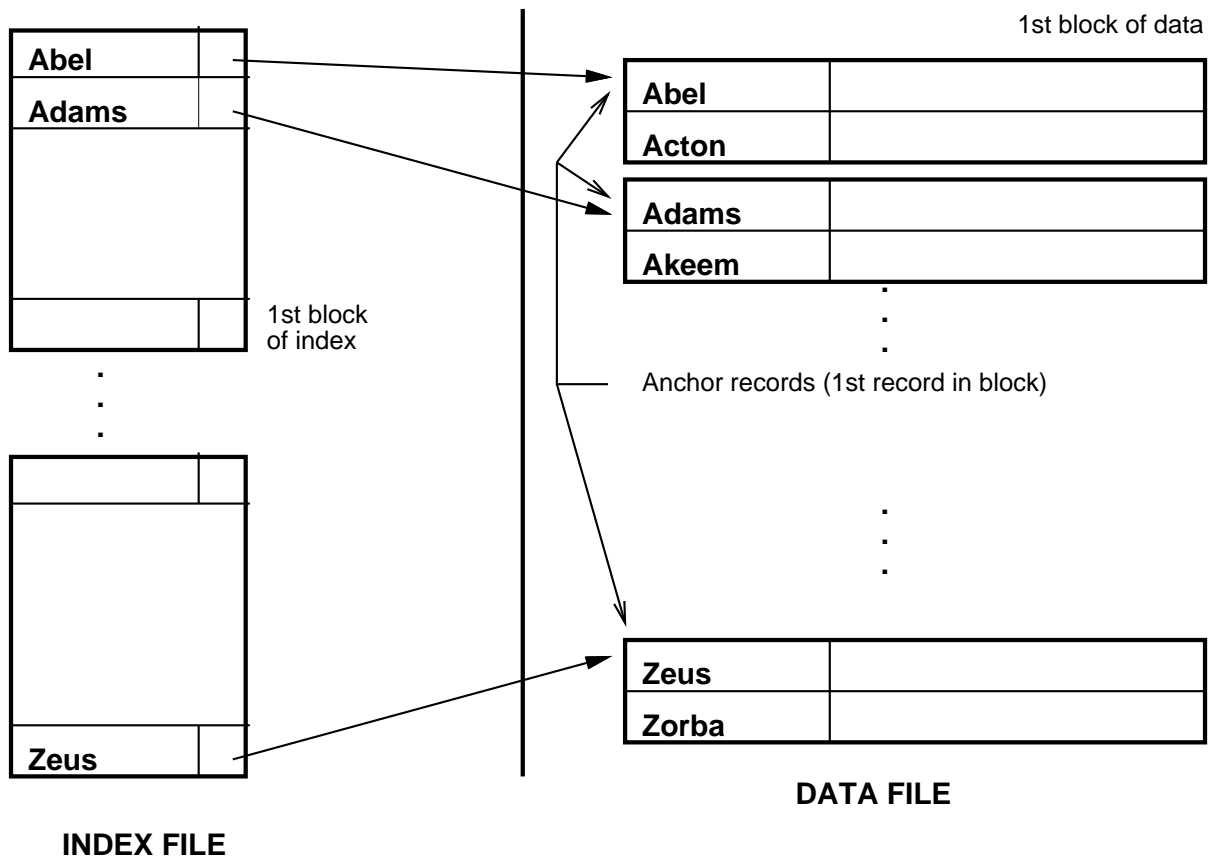 1st block of data
Abel
Adams
1st block
of index
Zeus
INDEX FILE
Abel
Acton
Adams
Akeem
Anchor records (1st record in block)
Zeus
Zorba
DATA FILE